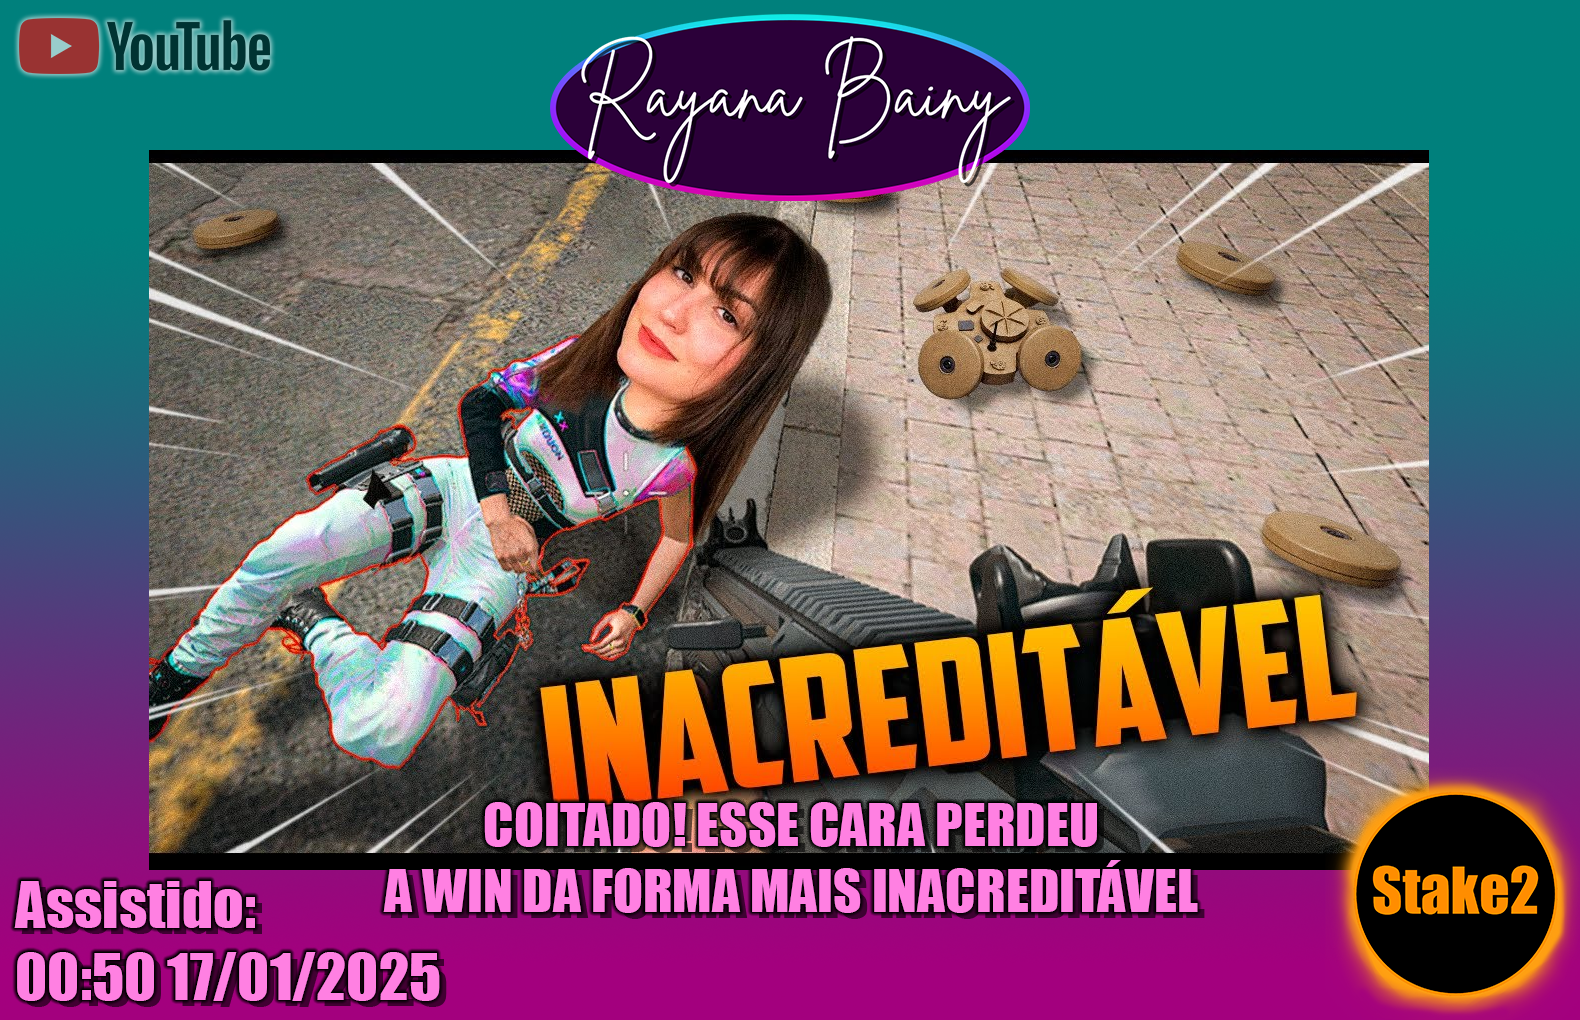 YouTube
Rayana Bainy
INACREDITÁVEL
COITADO! ESSE CARA PERDEU
A WIN DA FORMA MAIS INACREDITÁVEL
Assistido:
00:50 17/01/2025
Stake2